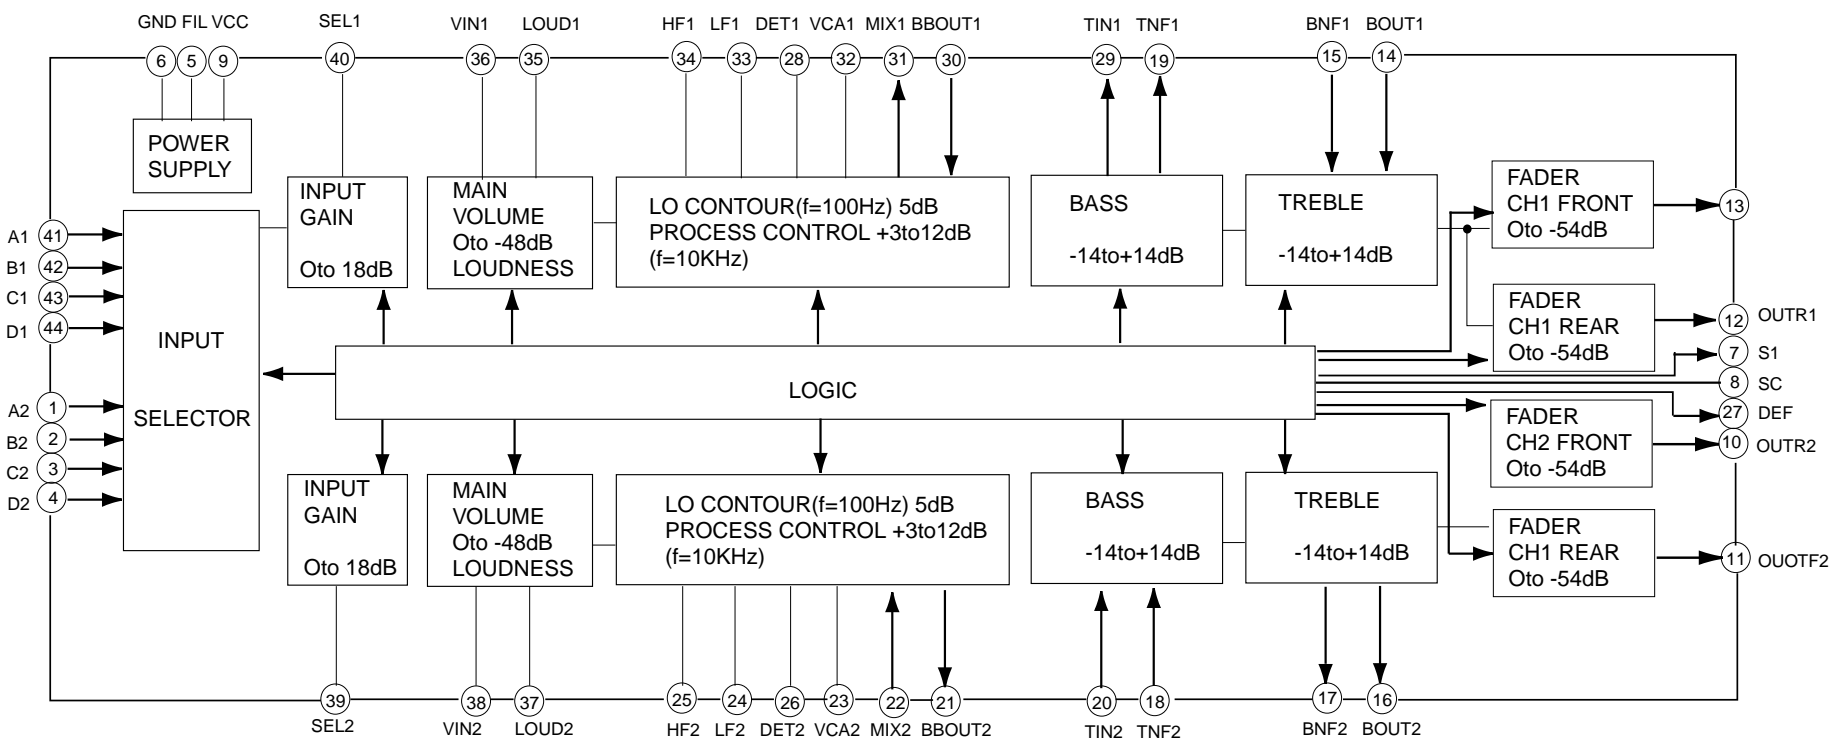 GND FIL VCC
SEL1
VIN1
LOUD1
HF1
LF1
DET1
VCA1
MIX1
BBOUT1
TIN1
TNF1
BNF1
BOUT1
6
5
9
40
36
35
34
33
28
32
31
30
29
19
15
14
POWER
SUPPLY
INPUT
GAIN
Oto 18dB
MAIN
VOLUME
Oto -48dB
LOUDNESS
LO CONTOUR(f=100Hz) 5dB
PROCESS CONTROL +3to12dB
(f=10KHz)
BASS
-14to+14dB
TREBLE
-14to+14dB
FADER
CH1 FRONT
Oto -54dB
13
A1 41
B1 42
C1 43
D1 44
INPUT
SELECTOR
A2 1
B2 2
C2 3
D2 4
FADER
CH1 REAR
Oto -54dB
12 OUTR1
7 S1
8 SC
27 DEF
10 OUTR2
LOGIC
FADER
CH2 FRONT
Oto -54dB
INPUT
GAIN
Oto 18dB
MAIN
VOLUME
Oto -48dB
LOUDNESS
LO CONTOUR(f=100Hz) 5dB
PROCESS CONTROL +3to12dB
(f=10KHz)
BASS
-14to+14dB
TREBLE
-14to+14dB
FADER
CH1 REAR
Oto -54dB
11 OUOTF2
39
38
37
25
24
26
23
22
21
20
18
17
16
SEL2
VIN2
LOUD2
HF2
LF2
DET2
VCA2
MIX2
BBOUT2
TIN2
TNF2
BNF2
BOUT2